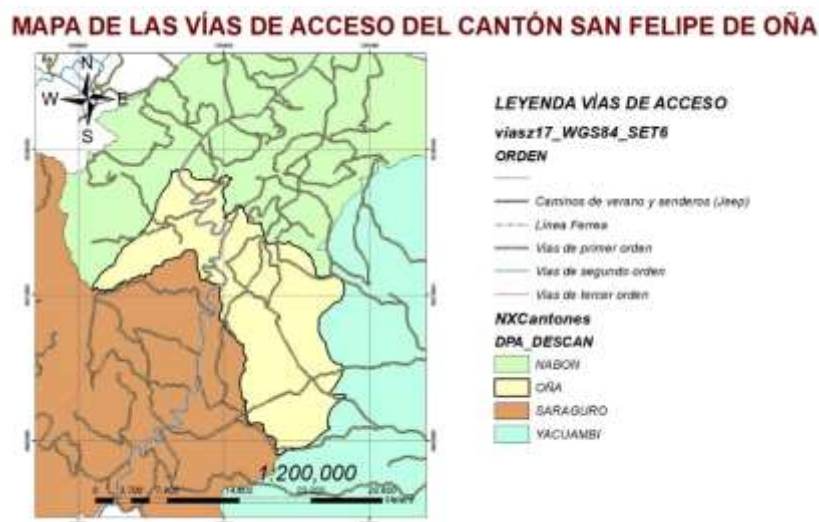 MAPA DE LAS VÍAS DE ACCESO DEL CANTÓN SAN FELIPE DE OÑA
N
W E
S
LEYENDA VÍAS DE ACCESO
viasz17_WGS84_SET6
ORDEN
Caminos de verano y senderos (Jeep)
Línea Ferrea
Vías de primer orden
Vías de segundo orden
Vías de tercer orden
NXCantones
DPA_DESCAN
NABON
OÑA
SARAGURO
YACUAMBI
1:200,000
0